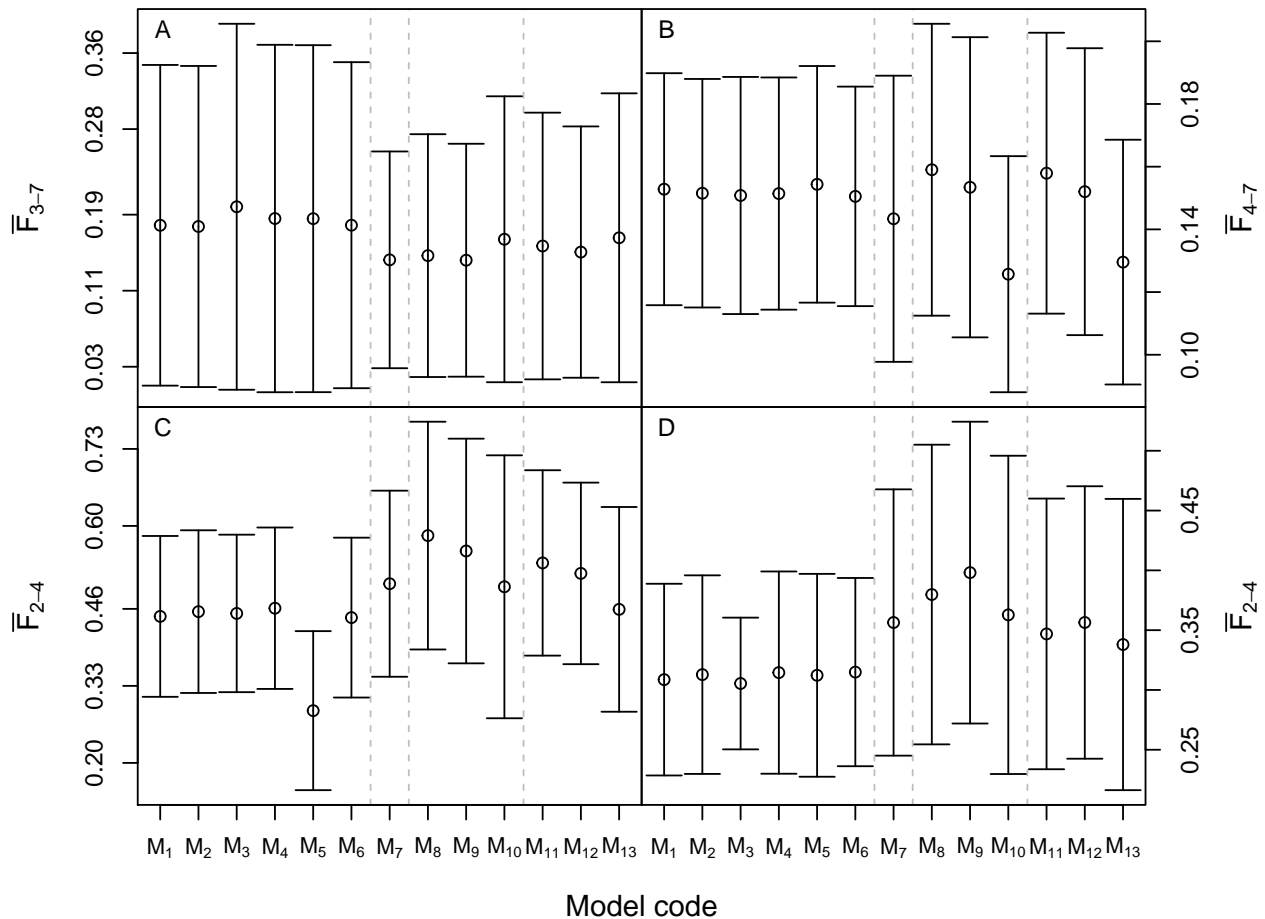 A
B
0.36
0.28
0.19
0.11
0.03
F̅3–7
0.18
0.14
0.10
F̅4–7
C
D
0.73
0.60
0.46
0.33
0.20
F̅2–4
0.45
0.35
0.25
F̅2–4
M1 M2 M3 M4 M5 M6 M7 M8 M9 M10 M11 M12 M13
M1 M2 M3 M4 M5 M6 M7 M8 M9 M10 M11 M12 M13
Model code